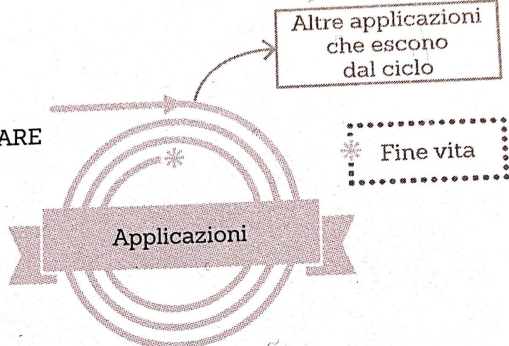 Altre applicazioni
che escono
dal ciclo
ARE
Fine vita
Applicazioni